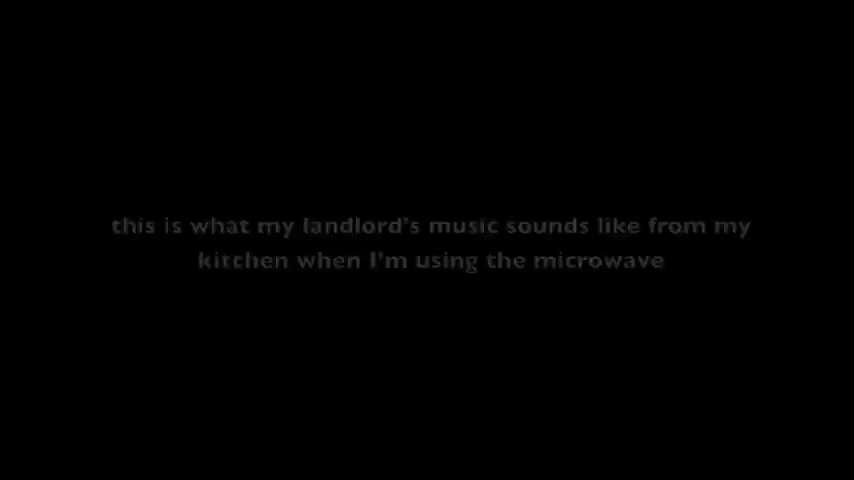 this is what my landlord's music sounds like from my
kitchen when I'm using the microwave